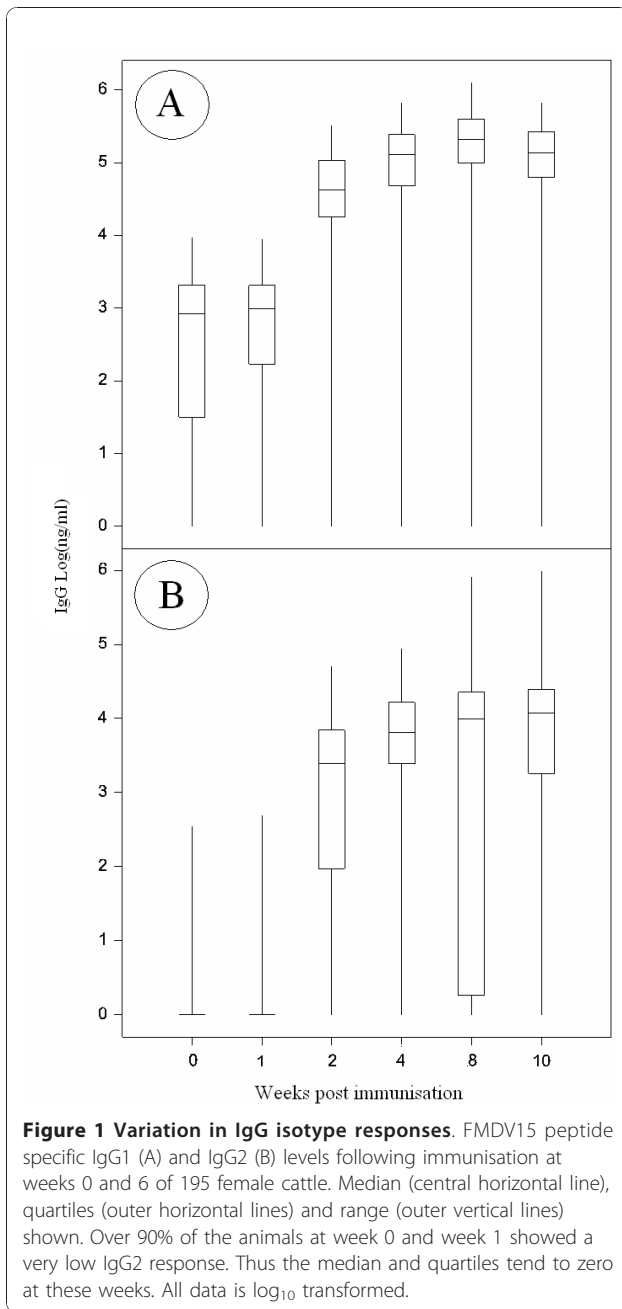 A
6
5
4
3
2
1
0
IgG Log(ng/ml)
B
6
5
4
3
2
1
0
0 1 2 4 8 10
Weeks post immunisation
Figure 1 Variation in IgG isotype responses. FMDV15 peptide
specific IgG1 (A) and IgG2 (B) levels following immunisation at
weeks 0 and 6 of 195 female cattle. Median (central horizontal line),
quartiles (outer horizontal lines) and range (outer vertical lines)
shown. Over 90% of the animals at week 0 and week 1 showed a
very low IgG2 response. Thus the median and quartiles tend to zero
at these weeks. All data is log₁₀ transformed.